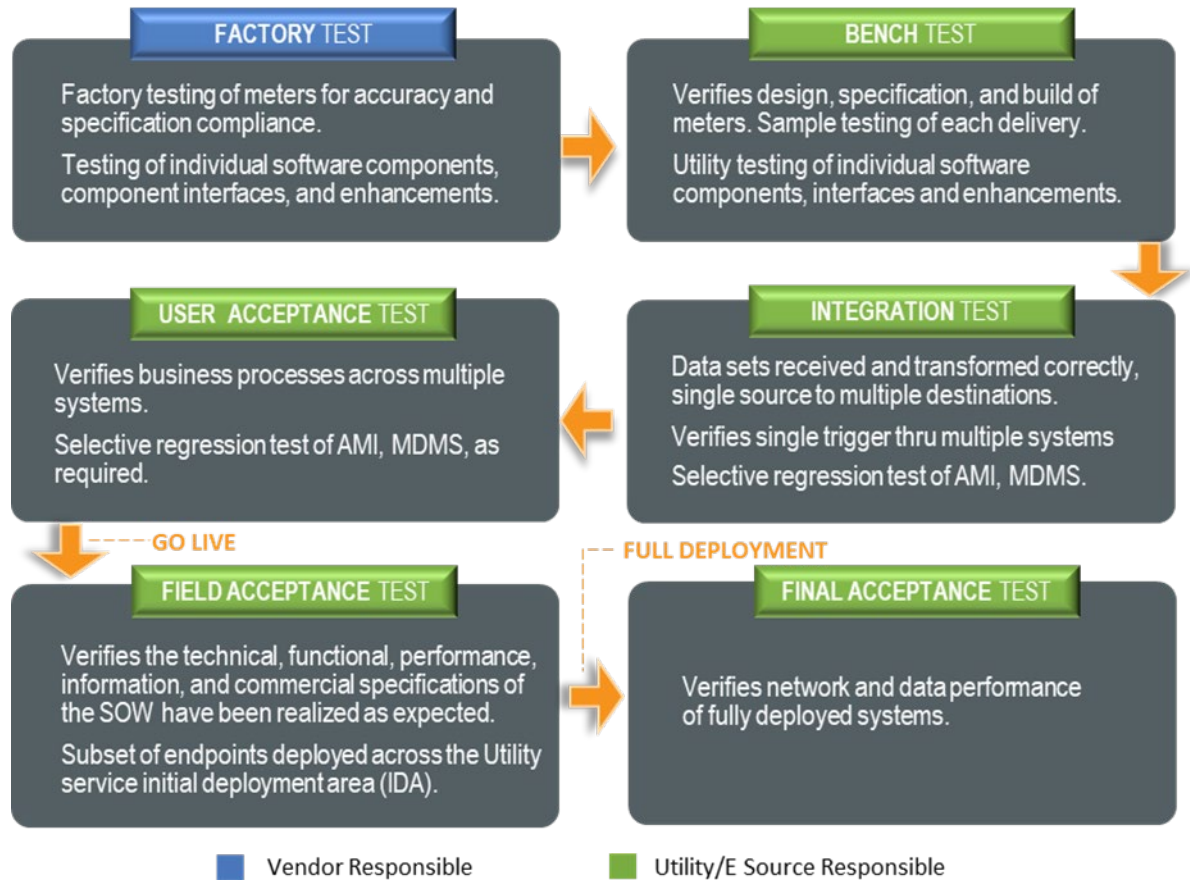 FACTORY TEST
Factory testing of meters for accuracy and
specification compliance.
Testing of individual software components,
component interfaces, and enhancements.
BENCH TEST
Verifies design, specification, and build of
meters. Sample testing of each delivery.
Utility testing of individual software
components, interfaces and enhancements.
INTEGRATION TEST
Data sets received and transformed correctly,
single source to multiple destinations.
Verifies single trigger thru multiple systems
Selective regression test of AMI, MDMS.
USER ACCEPTANCE TEST
Verifies business processes across multiple
systems.
Selective regression test of AMI, MDMS, as
required.
GO LIVE
FIELD ACCEPTANCE TEST
Verifies the technical, functional, performance,
information, and commercial specifications of
the SOW have been realized as expected.
Subset of endpoints deployed across the Utility
service initial deployment area (IDA).
FULL DEPLOYMENT
FINAL ACCEPTANCE TEST
Verifies network and data performance
of fully deployed systems.
Vendor Responsible
Utility/E Source Responsible